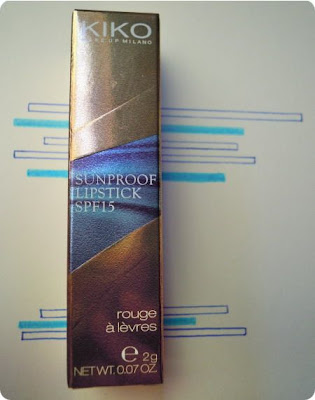 KIKO
MAKE UP MILANO
SUNPROOF
LIPSTICK
SPF15
rouge
à lèvres
℮ 2g
NET WT. 0.07 OZ.